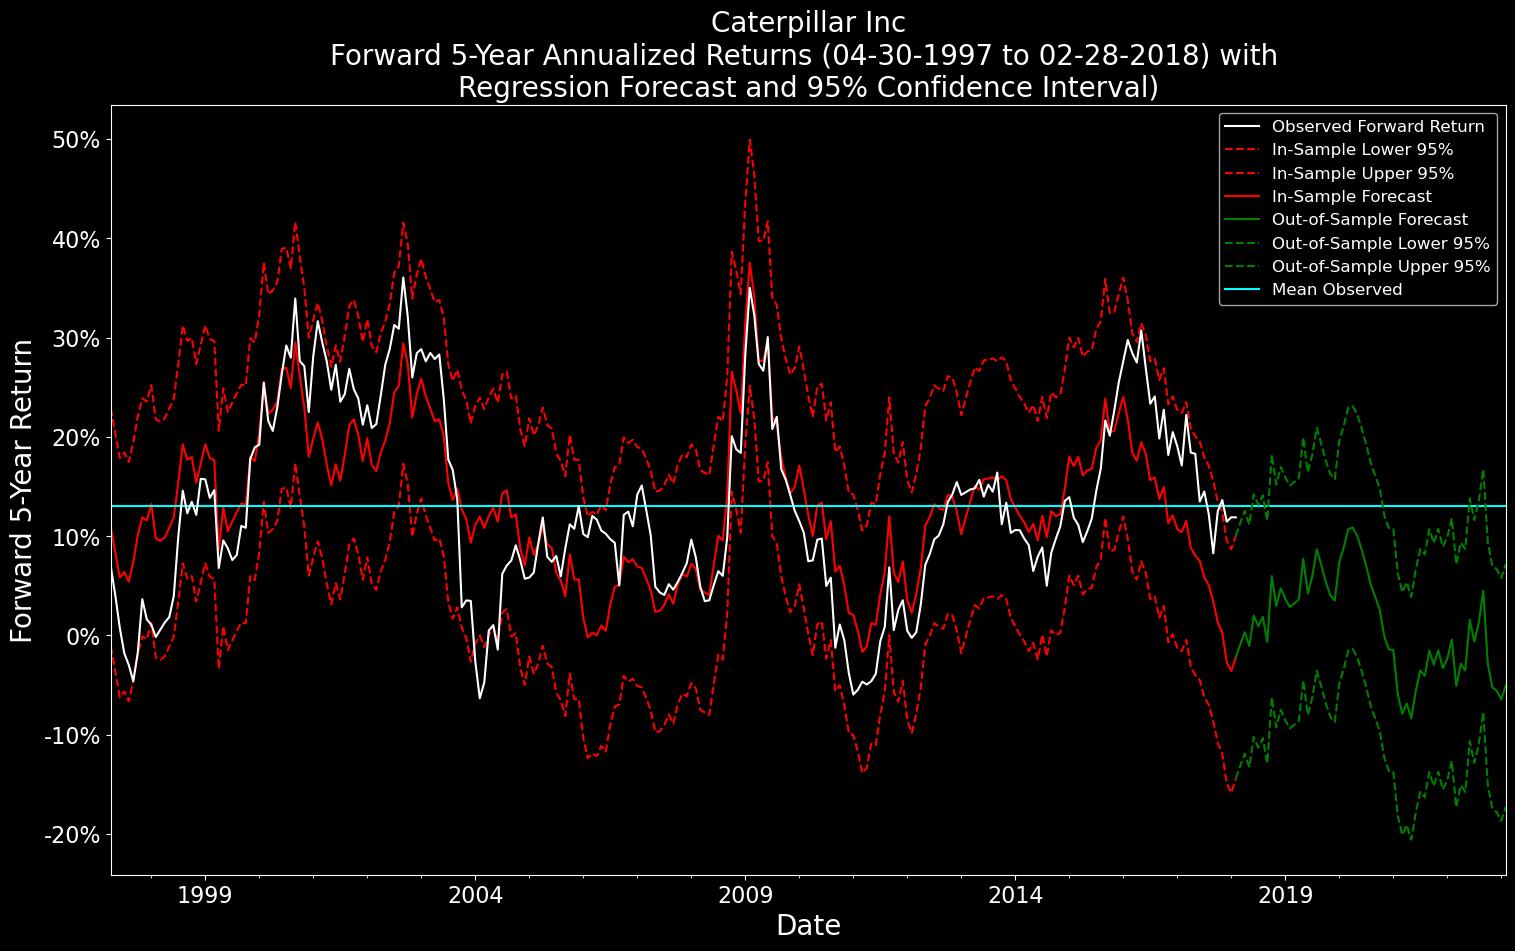 Caterpillar Inc
Forward 5-Year Annualized Returns (04-30-1997 to 02-28-2018) with
Regression Forecast and 95% Confidence Interval)
Forward 5-Year Return
50%
40%
30%
20%
10%
0%
-10%
-20%
Observed Forward Return
In-Sample Lower 95%
In-Sample Upper 95%
In-Sample Forecast
Out-of-Sample Forecast
Out-of-Sample Lower 95%
Out-of-Sample Upper 95%
Mean Observed
1999 2004 2009 2014 2019
Date